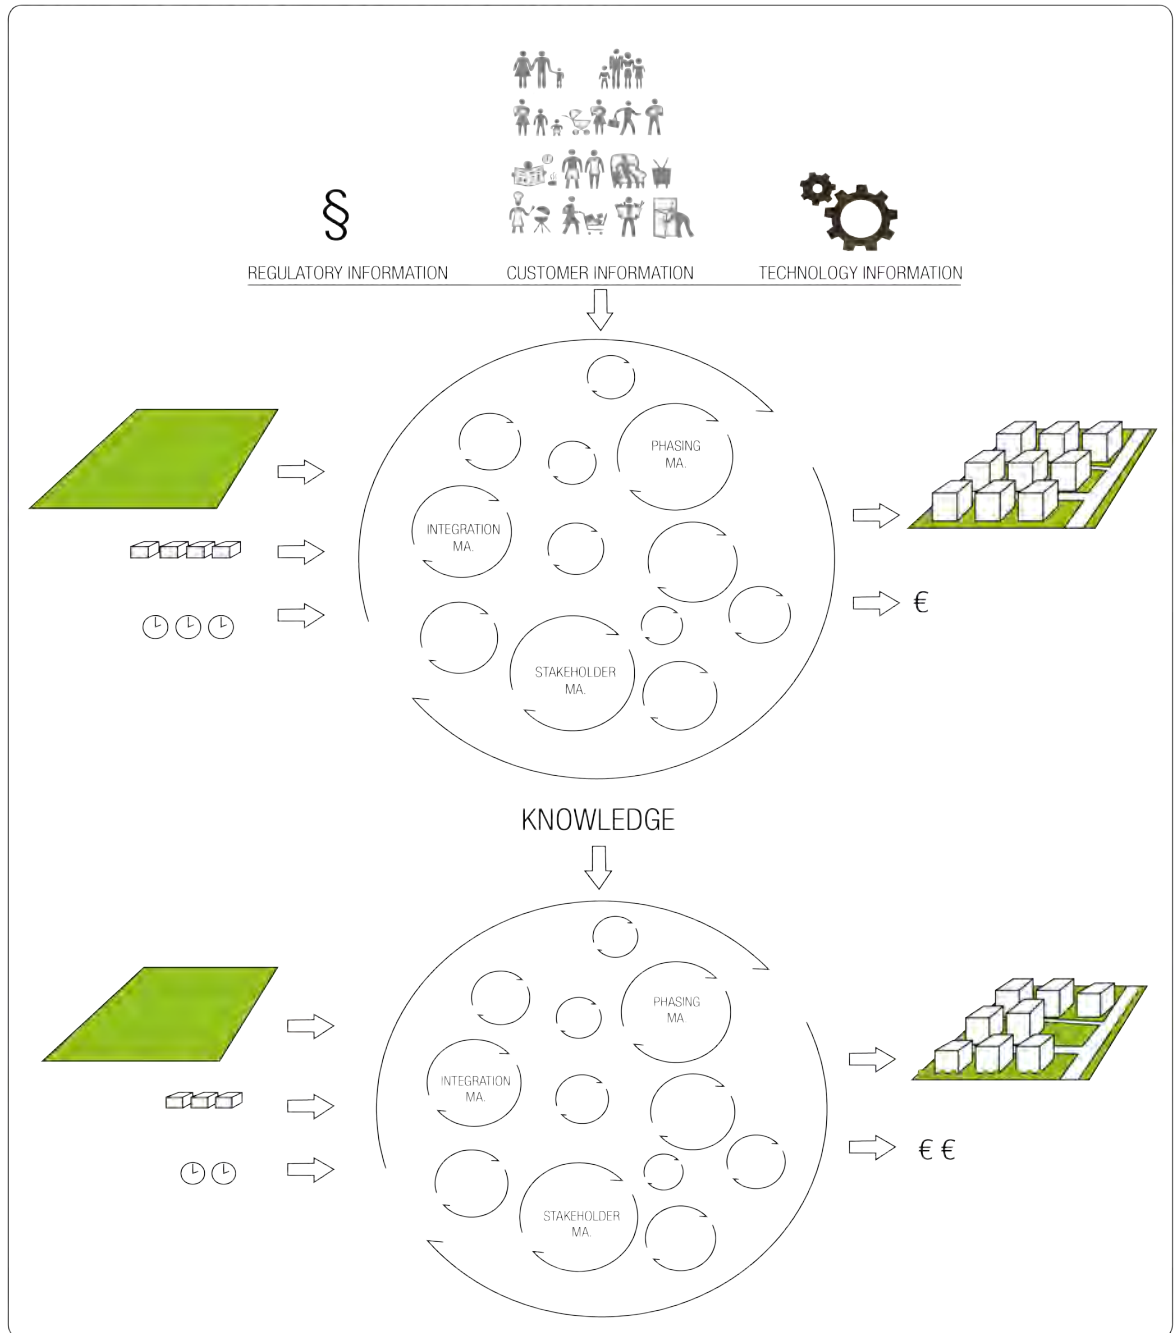 §
REGULATORY INFORMATION
CUSTOMER INFORMATION
TECHNOLOGY INFORMATION
PHASING
MA.
INTEGRATION
MA.
STAKEHOLDER
MA.
€
KNOWLEDGE
PHASING
MA
INTEGRATION
MA.
STAKEHOLDER
MA.
€ €